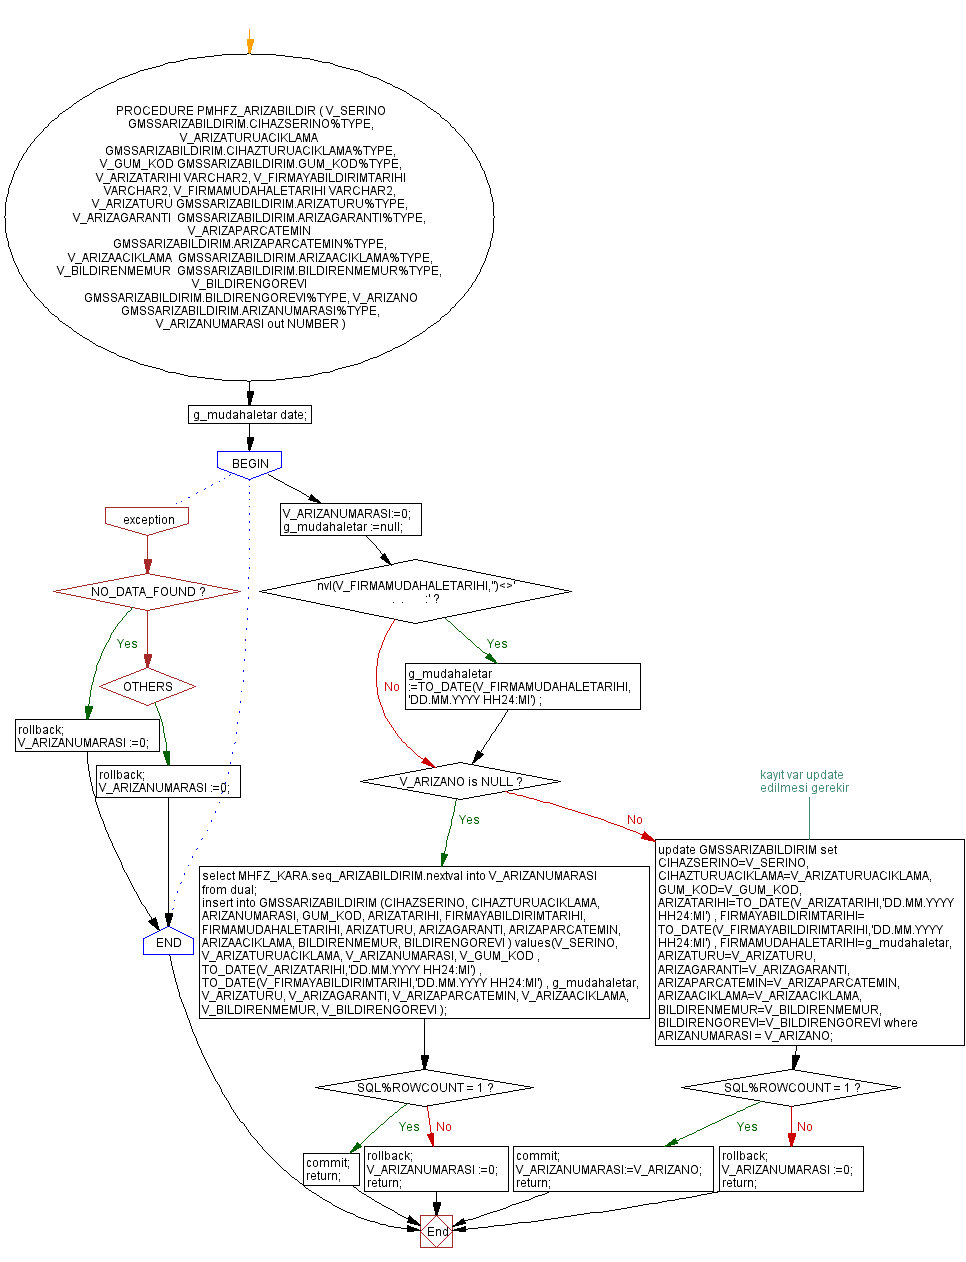 PROCEDURE PMHFZ_ARIZABILDIR ( V_SERINO
GMSSARIZABILDIRIM.CIHAZSERINO%TYPE,
V_ARIZATURUACIKLAMA
GMSSARIZABILDIRIM.CIHAZTURUACIKLAMA%TYPE,
V_GUM_KOD GMSSARIZABILDIRIM.GUM_KOD%TYPE,
V_ARIZATARIHI VARCHAR2, V_FIRMAYABILDIRIMTARIHI
VARCHAR2, V_FIRMAMUDAHALETARIHI VARCHAR2,
V_ARIZATURU GMSSARIZABILDIRIM.ARIZATURU%TYPE,
V_ARIZAGARANTI  GMSSARIZABILDIRIM.ARIZAGARANTI%TYPE,
V_ARIZAPARCATEMIN
GMSSARIZABILDIRIM.ARIZAPARCATEMIN%TYPE,
V_ARIZAACIKLAMA  GMSSARIZABILDIRIM.ARIZAACIKLAMA%TYPE,
V_BILDIRENMEMUR  GMSSARIZABILDIRIM.BILDIRENMEMUR%TYPE,
V_BILDIRENGOREVI
GMSSARIZABILDIRIM.BILDIRENGOREVI%TYPE, V_ARIZANO
GMSSARIZABILDIRIM.ARIZANUMARASI%TYPE,
V_ARIZANUMARASI out NUMBER )
g_mudahaletar date;
BEGIN
exception
V_ARIZANUMARASI:=0;
g_mudahaletar :=null;
NO_DATA_FOUND ?
nvl(V_FIRMAMUDAHALETARIHI,'')<>'
.  .      :' ?
Yes
Yes
OTHERS
No
g_mudahaletar
:=TO_DATE(V_FIRMAMUDAHALETARIHI,
'DD.MM.YYYY HH24:MI') ;
rollback;
V_ARIZANUMARASI :=0;
rollback;
V_ARIZANUMARASI :=0;
V_ARIZANO is NULL ?
kayıt var update
edilmesi gerekir
Yes
No
select MHFZ_KARA.seq_ARIZABILDIRIM.nextval into V_ARIZANUMARASI
from dual;
insert into GMSSARIZABILDIRIM (CIHAZSERINO, CIHAZTURUACIKLAMA,
ARIZANUMARASI, GUM_KOD, ARIZATARIHI, FIRMAYABILDIRIMTARIHI,
FIRMAMUDAHALETARIHI, ARIZATURU, ARIZAGARANTI, ARIZAPARCATEMIN,
ARIZAACIKLAMA, BILDIRENMEMUR, BILDIRENGOREVI ) values(V_SERINO,
V_ARIZATURUACIKLAMA, V_ARIZANUMARASI, V_GUM_KOD ,
TO_DATE(V_ARIZATARIHI,'DD.MM.YYYY HH24:MI') ,
TO_DATE(V_FIRMAYABILDIRIMTARIHI,'DD.MM.YYYY HH24:MI') , g_mudahaletar,
V_ARIZATURU, V_ARIZAGARANTI, V_ARIZAPARCATEMIN, V_ARIZAACIKLAMA,
V_BILDIRENMEMUR, V_BILDIRENGOREVI );
update GMSSARIZABILDIRIM set
CIHAZSERINO=V_SERINO,
CIHAZTURUACIKLAMA=V_ARIZATURUACIKLAMA,
GUM_KOD=V_GUM_KOD,
ARIZATARIHI=TO_DATE(V_ARIZATARIHI,'DD.MM.YYYY
HH24:MI') , FIRMAYABILDIRIMTARIHI=
TO_DATE(V_FIRMAYABILDIRIMTARIHI,'DD.MM.YYYY
HH24:MI') , FIRMAMUDAHALETARIHI=g_mudahaletar,
ARIZATURU=V_ARIZATURU,
ARIZAGARANTI=V_ARIZAGARANTI,
ARIZAPARCATEMIN=V_ARIZAPARCATEMIN,
ARIZAACIKLAMA=V_ARIZAACIKLAMA,
BILDIRENMEMUR=V_BILDIRENMEMUR,
BILDIRENGOREVI=V_BILDIRENGOREVI where
ARIZANUMARASI = V_ARIZANO;
END
SQL%ROWCOUNT = 1 ?
SQL%ROWCOUNT = 1 ?
Yes
No
Yes
No
commit;
return;
rollback;
V_ARIZANUMARASI :=0;
return;
commit;
V_ARIZANUMARASI:=V_ARIZANO;
return;
rollback;
V_ARIZANUMARASI :=0;
return;
End